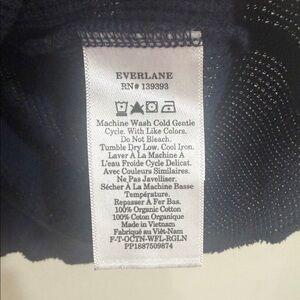 EVERLANE
RN# 139393
Machine Wash Cold Gentle
Cycle. With Like Colors.
Do Not Bleach.
Tumble Dry Low. Cool Iron.
Laver À La Machine A
L'eau Froide Cycle Delicat.
Avec Couleurs Similaires.
Ne Pas Javelliser.
Sécher À La Machine Basse
Température.
Repasser A Fer Bas.
100% Organic Cotton
100% Coton Organique
Made in Vietnam
Fabriqué au Viêt-Nam
F-T-OCTN-WFL-RGLN
PP1887509874